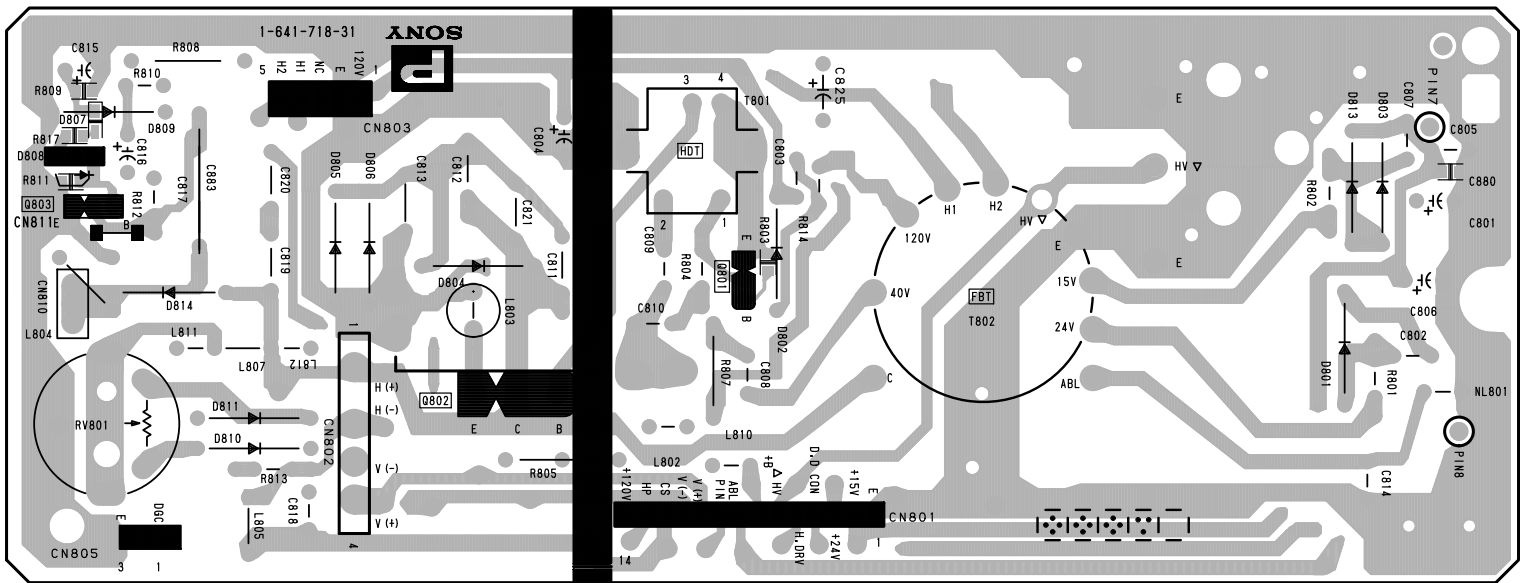 1-641-718-31
SONY
C815
R808
R810
R809
D807
D809
R817
D808
C816
R811
Q803
R812
CN811
E
B
C817
C883
5
H2
H1
NC
E
120V
1
CN803
C820
D805
D806
C813
C812
C804
C821
C819
C811
D804
L803
CN810
L804
D814
L811
L807
L812
1
H (+)
H (-)
V (-)
V (+)
4
CN802
Q802
E
C
B
RV801
D811
D810
R813
C818
L805
E
DGC
CN805
3
1
R805
3
4
T801
HDT
2
1
C825
C803
C809
R804
Q801
E
B
R803
R814
C810
D802
R807
C808
L810
L802
+120V
HP
CS
V (-)
V (+)
PIN
ABL
+B
HV
D.D CON
+15V
E
CN801
14
H.DRV
+24V
1
120V
H1
H2
HV
HV
E
E
E
40V
15V
24V
ABL
C
FBT
T802
PIN7
C807
D803
D813
C805
C880
R802
C801
C806
C802
D801
R801
NL801
PIN8
C814